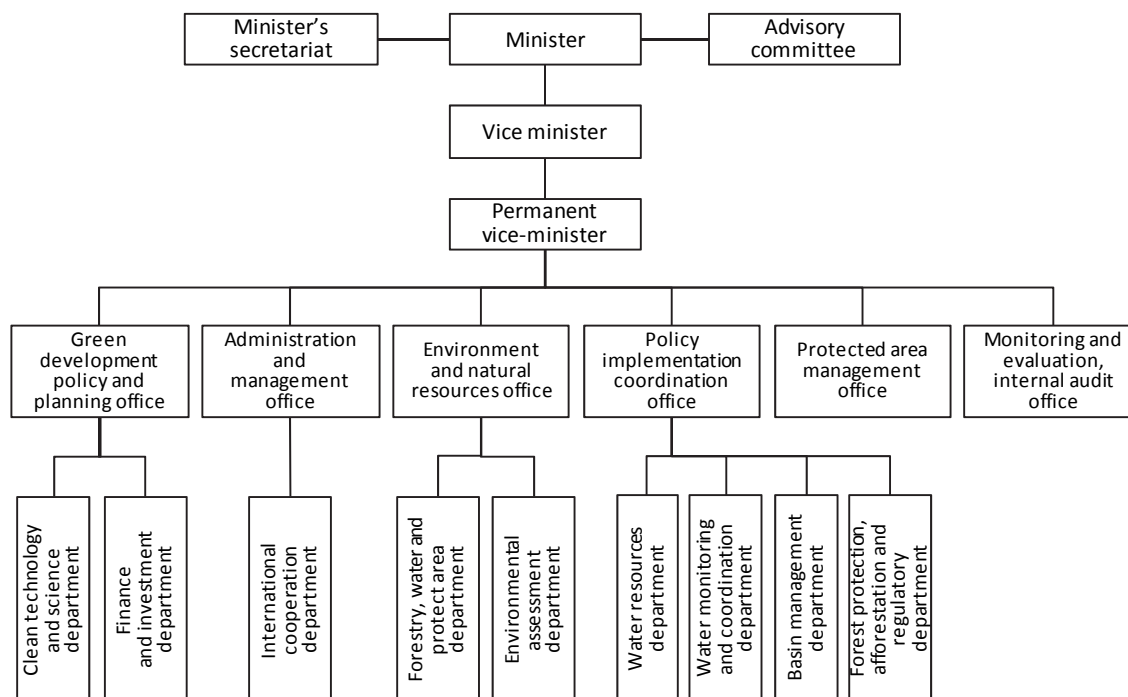 Minister's
secretariat
Minister
Advisory
committee
Vice minister
Permanent
vice-minister
Green
development
policy and
planning office
Administration
and
management
office
Environment
and natural
resources office
Policy
implementation
coordination
office
Protected area
management
office
Monitoring and
evaluation,
internal audit
office
Clean technology
and science
department
Finance
and investment
department
International
cooperation
department
Forestry, water and
protect area
department
Environmental
assessment
department
Water resources
department
Water monitoring
and coordination
department
Basin management
department
Forest protection,
afforestation and
regulatory
department